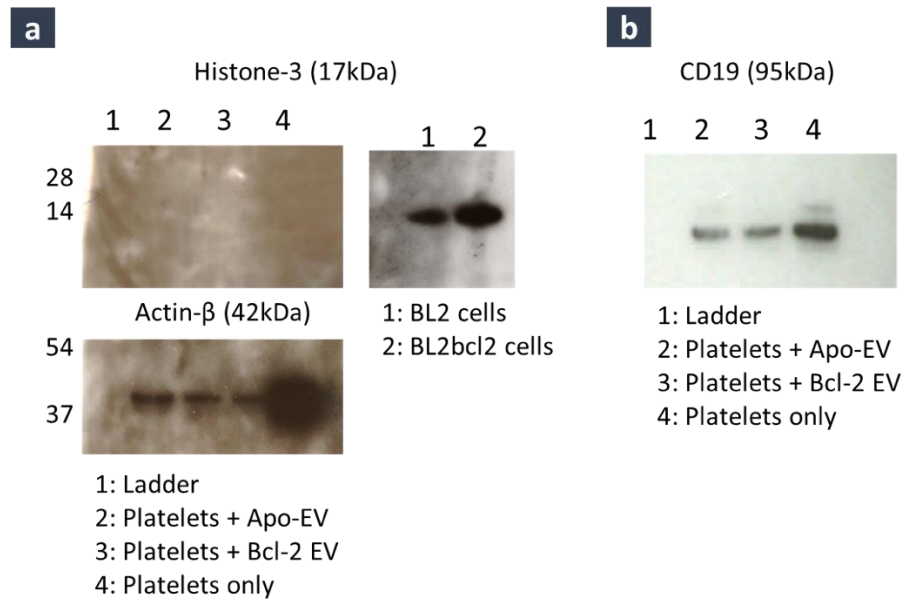 a
Histone-3 (17kDa)
1 2 3 4
28
14
1 2
Actin-β (42kDa)
54
37
1: BL2 cells
2: BL2bcl2 cells
1: Ladder
2: Platelets + Apo-EV
3: Platelets + Bcl-2 EV
4: Platelets only
b
CD19 (95kDa)
1 2 3 4
1: Ladder
2: Platelets + Apo-EV
3: Platelets + Bcl-2 EV
4: Platelets only